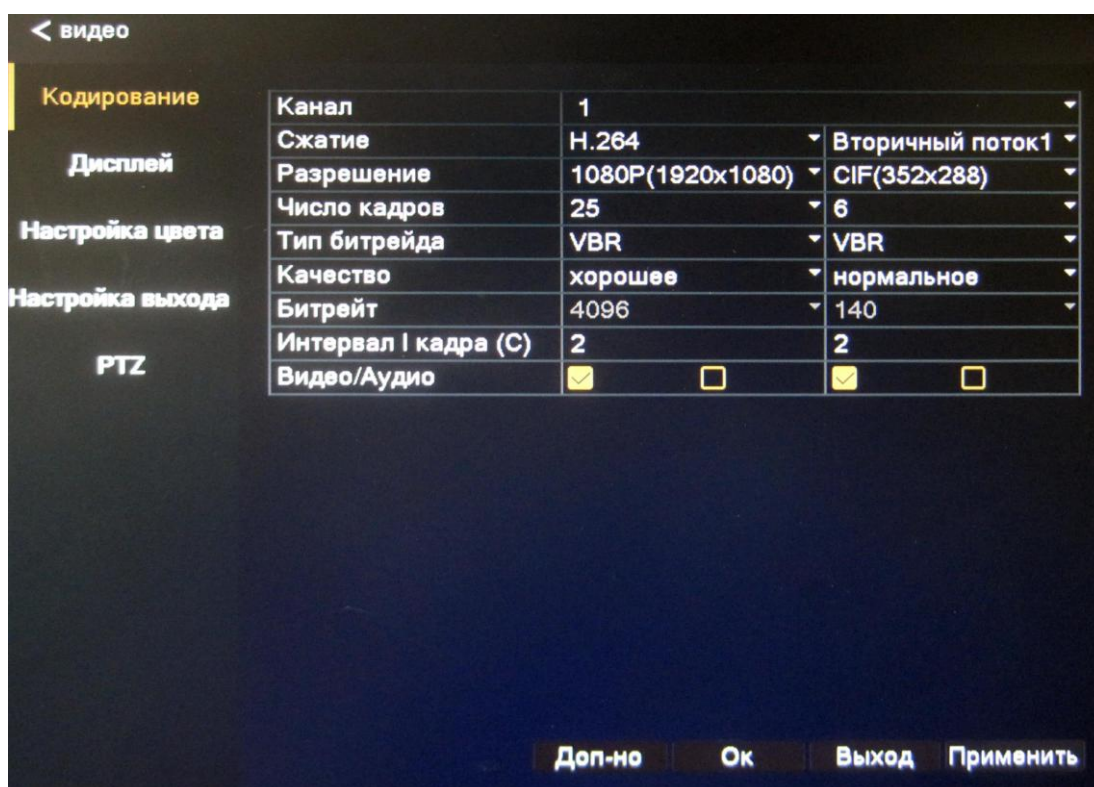 < видео
Кодирование
Дисплей
Настройка цвета
Настройка выхода
PTZ
Канал 1
Сжатие H.264 Вторичный поток1
Разрешение 1080P(1920x1080) CIF(352x288)
Число кадров 25 6
Тип битрейда VBR VBR
Качество хорошее нормальное
Битрейт 4096 140
Интервал I кадра (С) 2 2
Видео/Аудио
Доп-но Ок Выход Применить